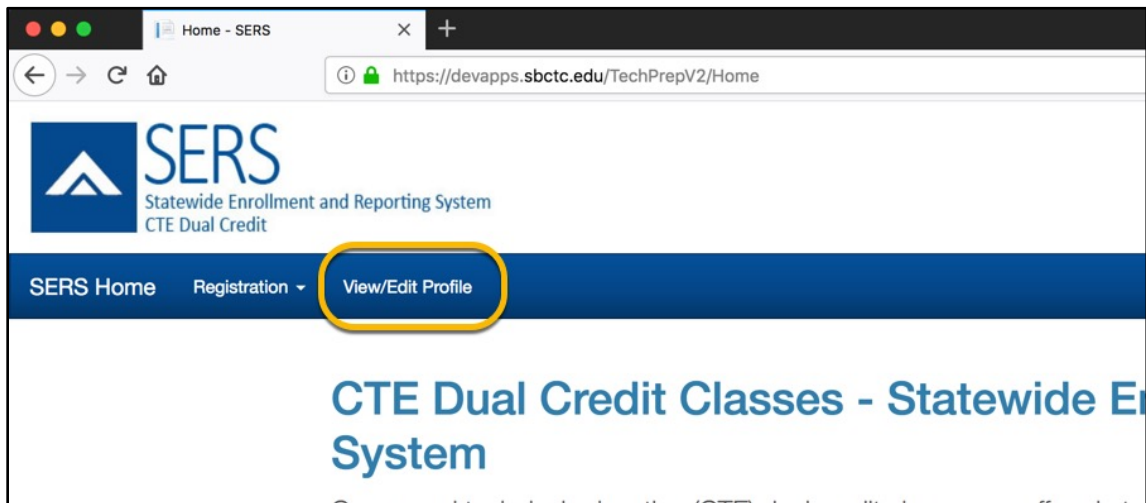 Home - SERS
https://devapps.sbctc.edu/TechPrepV2/Home
SERS
Statewide Enrollment and Reporting System
CTE Dual Credit
SERS Home Registration View/Edit Profile
CTE Dual Credit Classes - Statewide
System